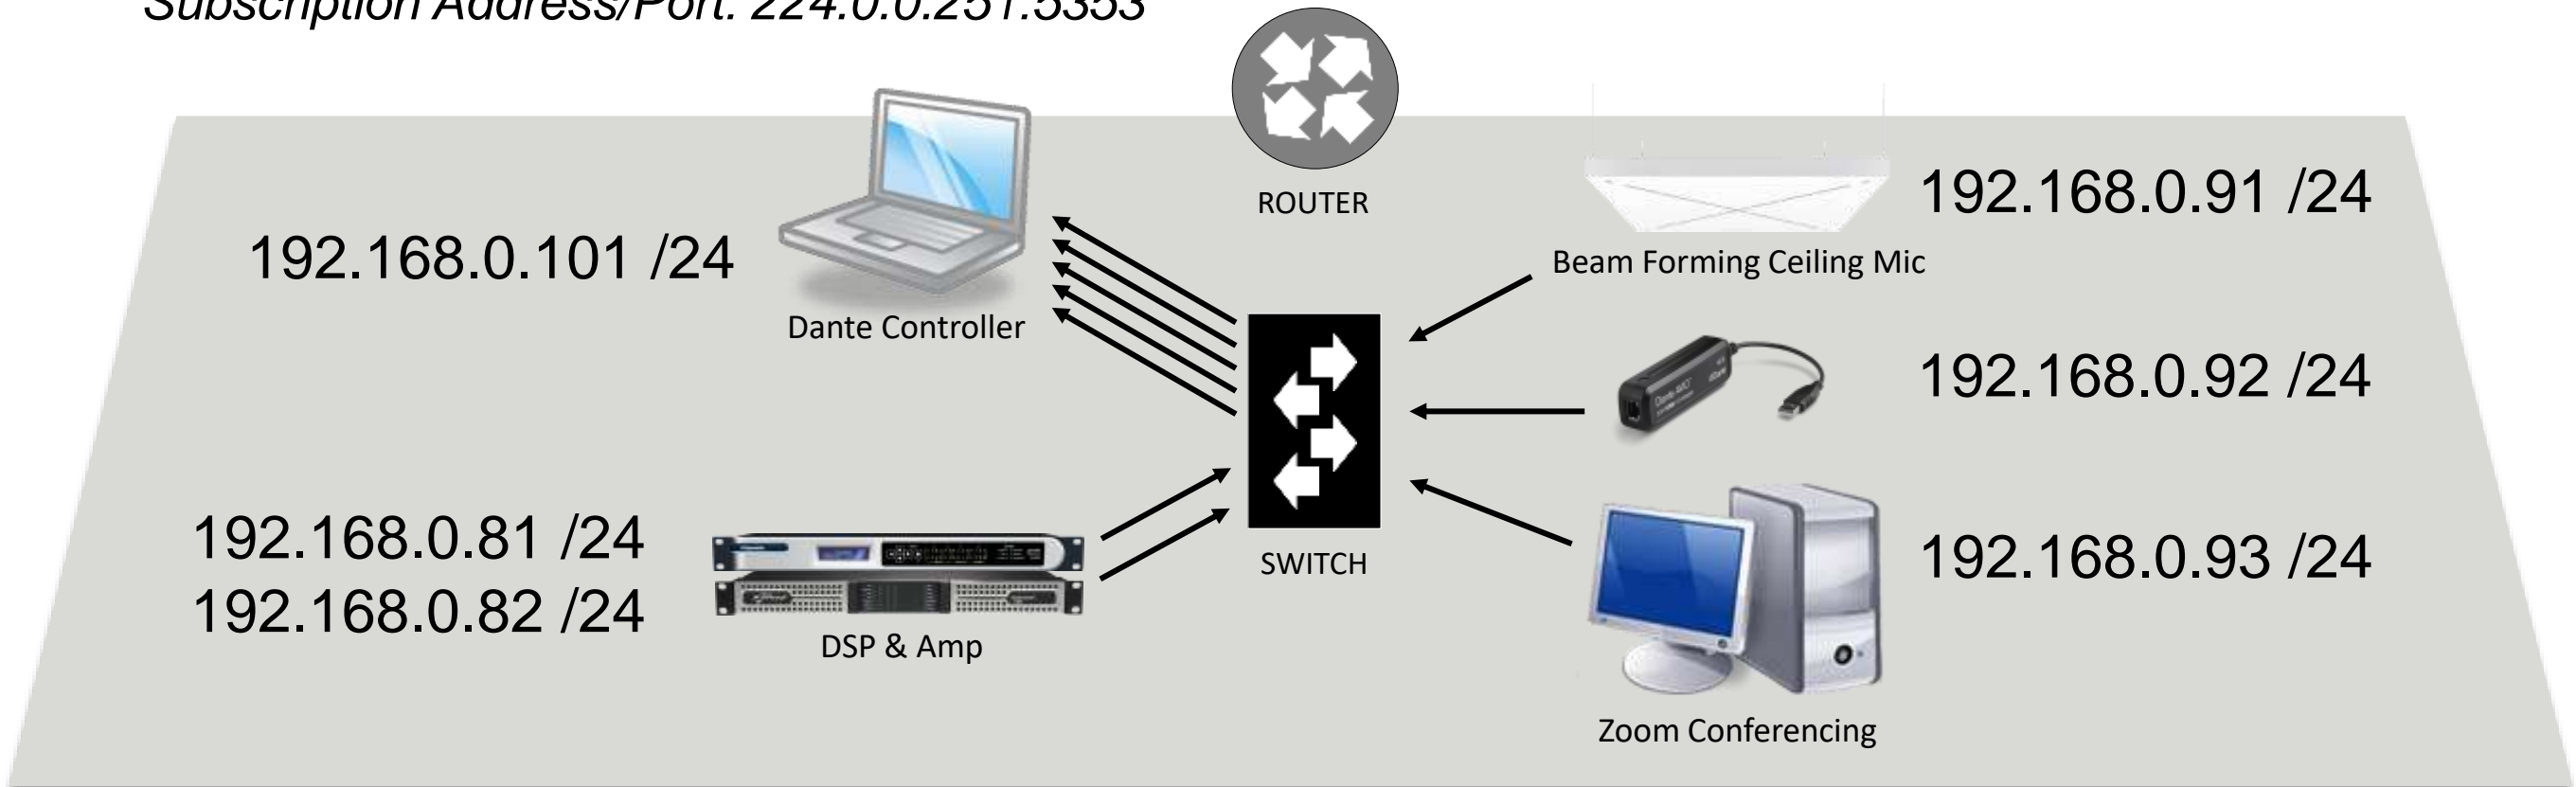 Subscription Address/Port: 224.0.0.251:5353
ROUTER
192.168.0.91 /24
192.168.0.101 /24
Beam Forming Ceiling Mic
Dante Controller
192.168.0.92 /24
Dante AVIO
192.168.0.81 /24
192.168.0.82 /24
SWITCH
192.168.0.93 /24
DSP & Amp
Zoom Conferencing